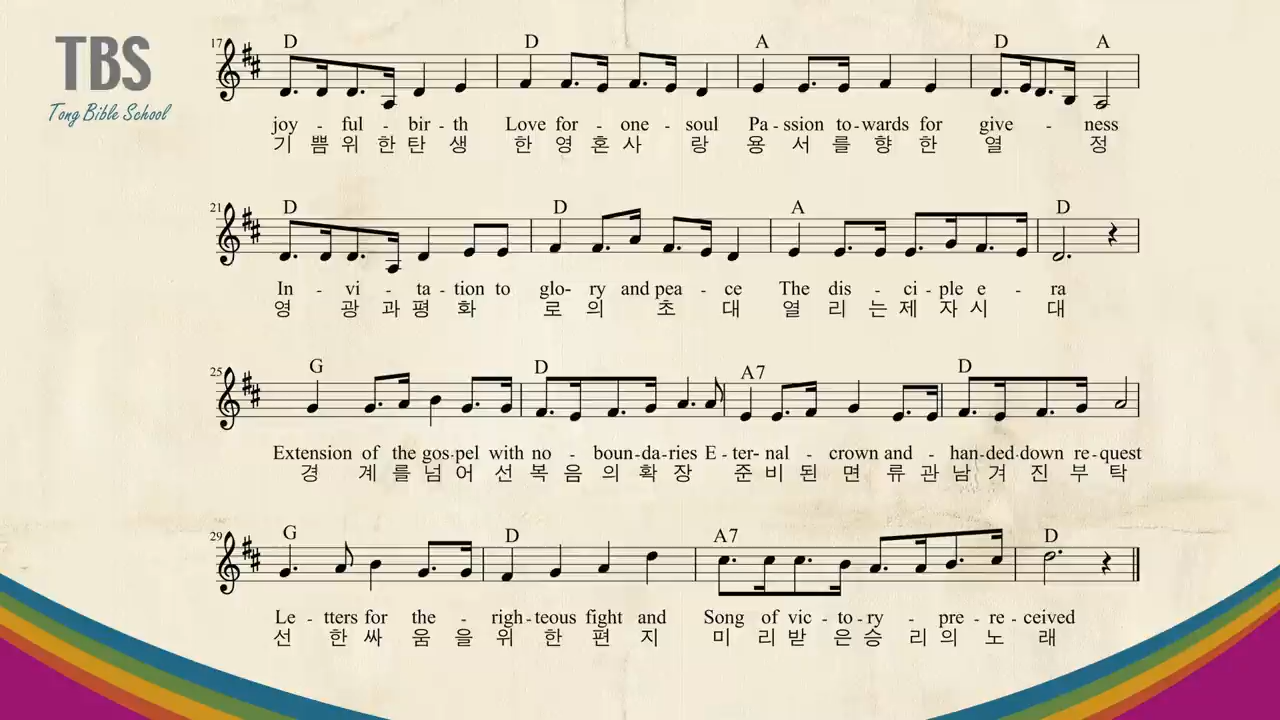 TBS
Tong Bible School
17 D D A D A
joy - ful - bir - th Love for - one - soul Pa - ssion to - wards for give - ness
기 쁨 위 한 탄 생 한 영 혼 사 랑 용 서 를 향 한 열 정
21 D D A D
In - vi - ta - tion to glo- ry and pea - ce The dis - ci - ple e - ra
영 광 과 평 화 로 의 초 대 열 리 는 제 자 시 대
25 G D A7 D
Extension of the gos-pel with no - boun-da-ries E - ter- nal - crown and - han-ded-down re-quest
경 계 를 넘 어 선 복 음 의 확 장 준 비 된 면 류 관 남 겨 진 부 탁
29 G D A7 D
Le - tters for the - righ-teous fight and Song of vic - to - ry - pre - re - ceived
선 한 싸 움 을 위 한 편 지 미 리 받 은 승 리 의 노 래